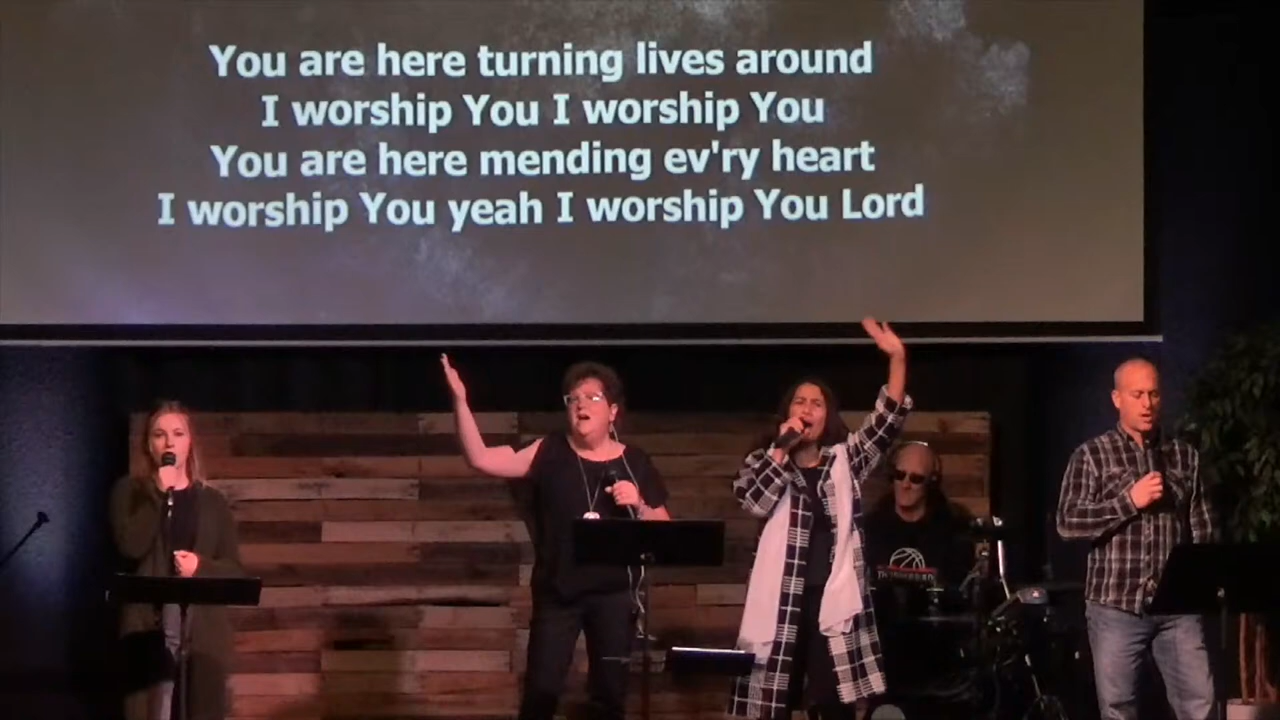 You are here turning lives around
I worship You I worship You
You are here mending ev'ry heart
I worship You yeah I worship You Lord